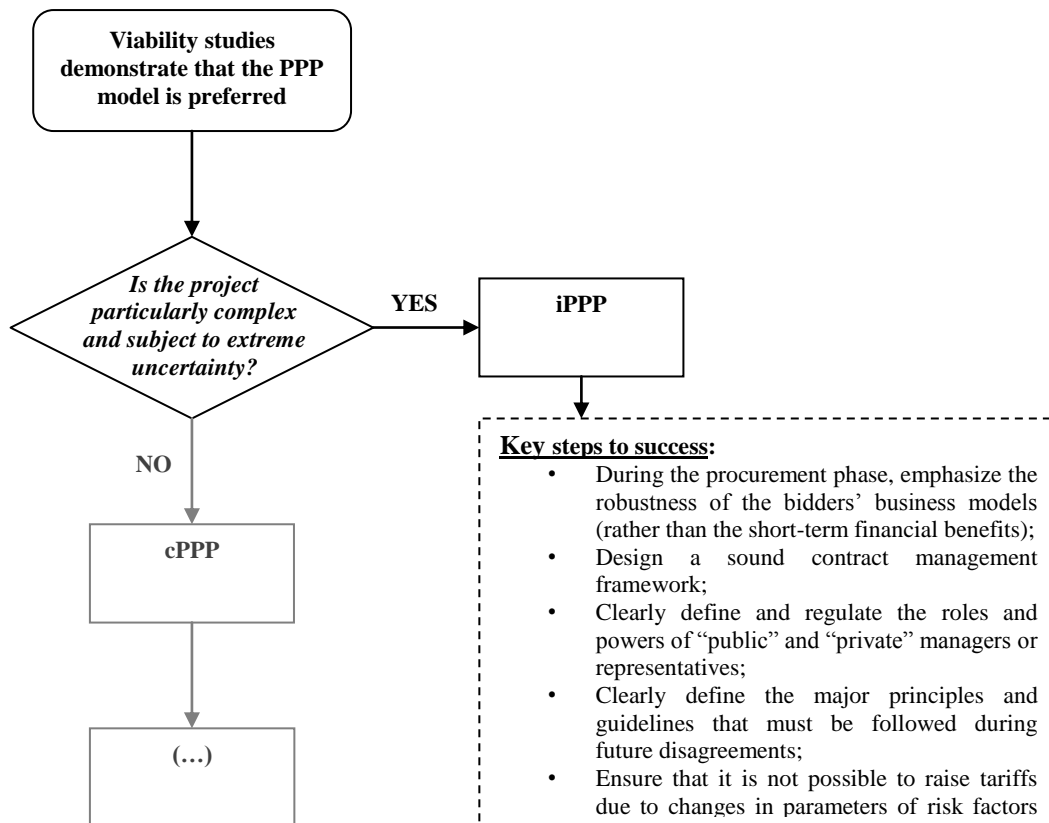 Viability studies
demonstrate that the PPP
model is preferred
Is the project
particularly complex
and subject to extreme
uncertainty?
YES
iPPP
NO
cPPP
(…)
Key steps to success:
• During the procurement phase, emphasize the
robustness of the bidders’ business models
(rather than the short-term financial benefits);
• Design a sound contract management
framework;
• Clearly define and regulate the roles and
powers of “public” and “private” managers or
representatives;
• Clearly define the major principles and
guidelines that must be followed during
future disagreements;
• Ensure that it is not possible to raise tariffs
due to changes in parameters of risk factors